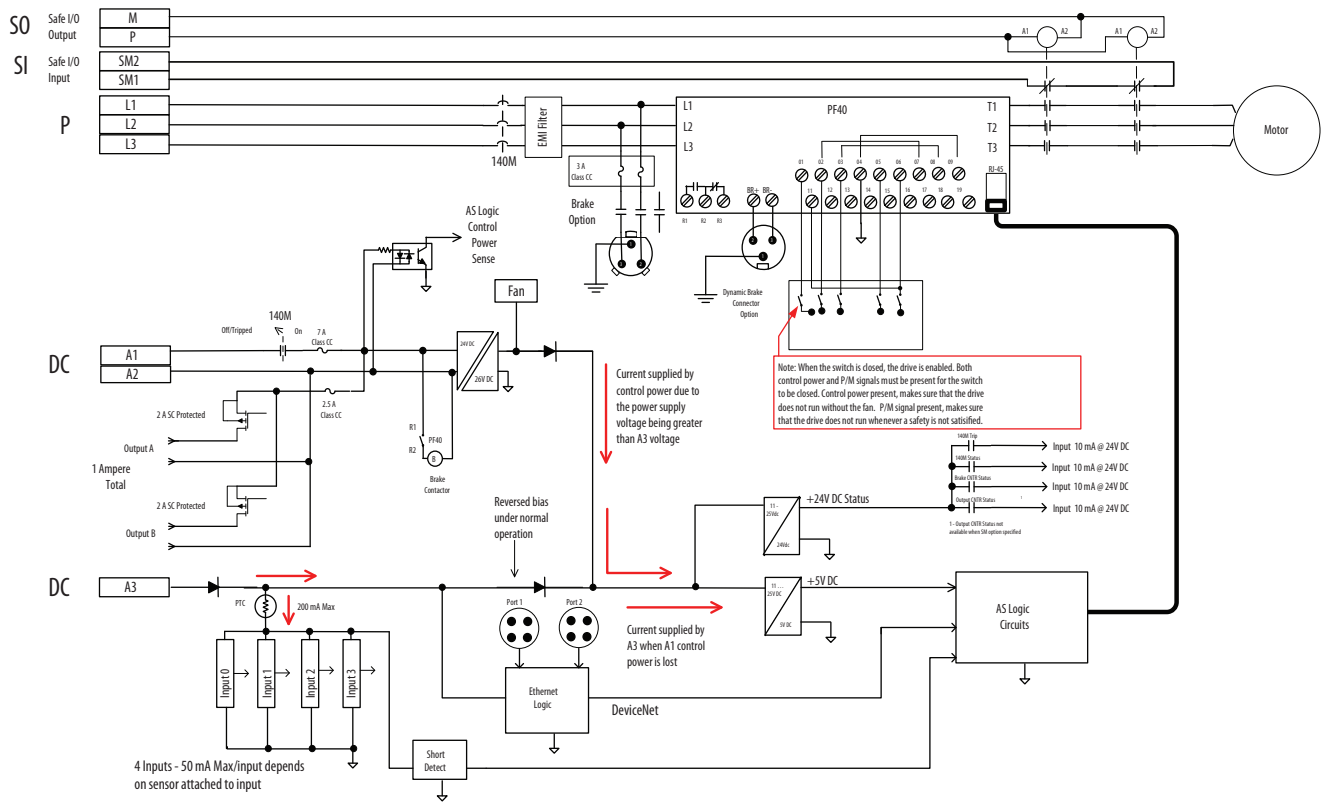 SO
Safe I/O
Output
M
P
SI
Safe I/O
Input
SM2
SM1
P
L1
L2
L3
140M
EMI Filter
3 A
Class CC
Brake
Option
L1
L2
L3
PF40
T1
T2
T3
RJ-45
A1
A2
A1
A2
Motor
01
02
03
04
05
06
07
08
09
11
12
13
14
15
16
17
18
19
R1
R2
R3
BR+
BR-
Dynamic Brake
Connector
Option
AS Logic
Control
Power
Sense
Fan
140M
Off/Tripped
On
7 A
Class CC
DC
A1
A2
24V DC
26V DC
2.5 A
Class CC
2 A SC Protected
Output A
1 Ampere
Total
2 A SC Protected
Output B
R1
R2
PF40
B
Brake
Contactor
Current supplied by
control power due to
the power supply
voltage being greater
than A3 voltage
Note: When the switch is closed, the drive is enabled. Both
control power and P/M signals must be present for the switch
to be closed. Control power present, makes sure that the drive
does not run without the fan. P/M signal present, makes sure
that the drive does not run whenever a safety is not satisified.
140M Trip
Input 10 mA @ 24V DC
140M Status
Input 10 mA @ 24V DC
Brake CNTR Status
Input 10 mA @ 24V DC
Output CNTR Status
1
Input 10 mA @ 24V DC
1 - Output CNTR Status not
available when SM option specified
Reversed bias
under normal
operation
11 -
25Vdc
24Vdc
+24V DC Status
DC
A3
PTC
200 mA Max
Port 1
Port 2
Current supplied by
A3 when A1 control
power is lost
11 ...
25V DC
5V DC
+5V DC
AS Logic
Circuits
Input 0
Input 1
Input 2
Input 3
Ethernet
Logic
DeviceNet
Short
Detect
4 Inputs - 50 mA Max/input depends
on sensor attached to input